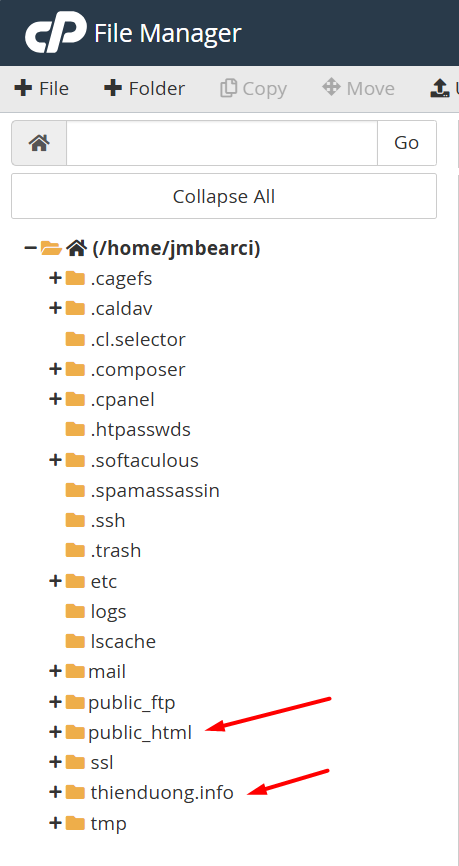 cP File Manager
File Folder Copy Move
Go
Collapse All
(/home/jmbearci)
.cagefs
.caldav
.cl.selector
.composer
.cpanel
.htpasswds
.softaculous
.spamassassin
.ssh
.trash
etc
logs
lscache
mail
public_ftp
public_html
ssl
thienduong.info
tmp